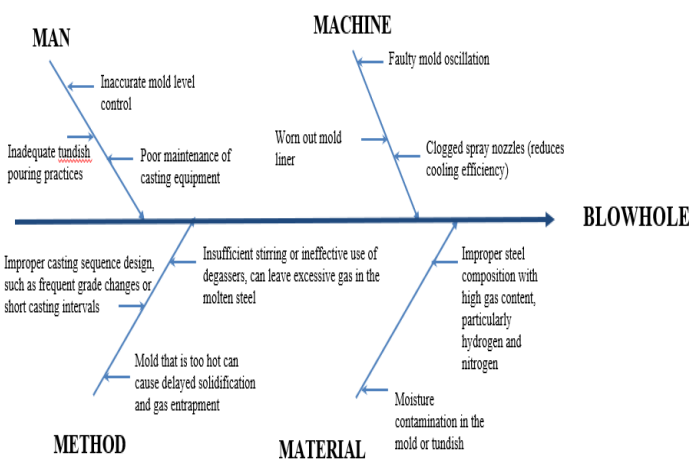 MAN
Inaccurate mold level
control
Inadequate tundish
pouring practices
Poor maintenance of
casting equipment
MACHINE
Faulty mold oscillation
Worn out mold
liner
Clogged spray nozzles (reduces
cooling efficiency)
BLOWHOLE
Improper casting sequence design,
such as frequent grade changes or
short casting intervals
Insufficient stirring or ineffective use of
degassers, can leave excessive gas in the
molten steel
Mold that is too hot can
cause delayed solidification
and gas entrapment
METHOD
Improper steel
composition with
high gas content,
particularly
hydrogen and
nitrogen
Moisture
contamination in the
mold or tundish
MATERIAL